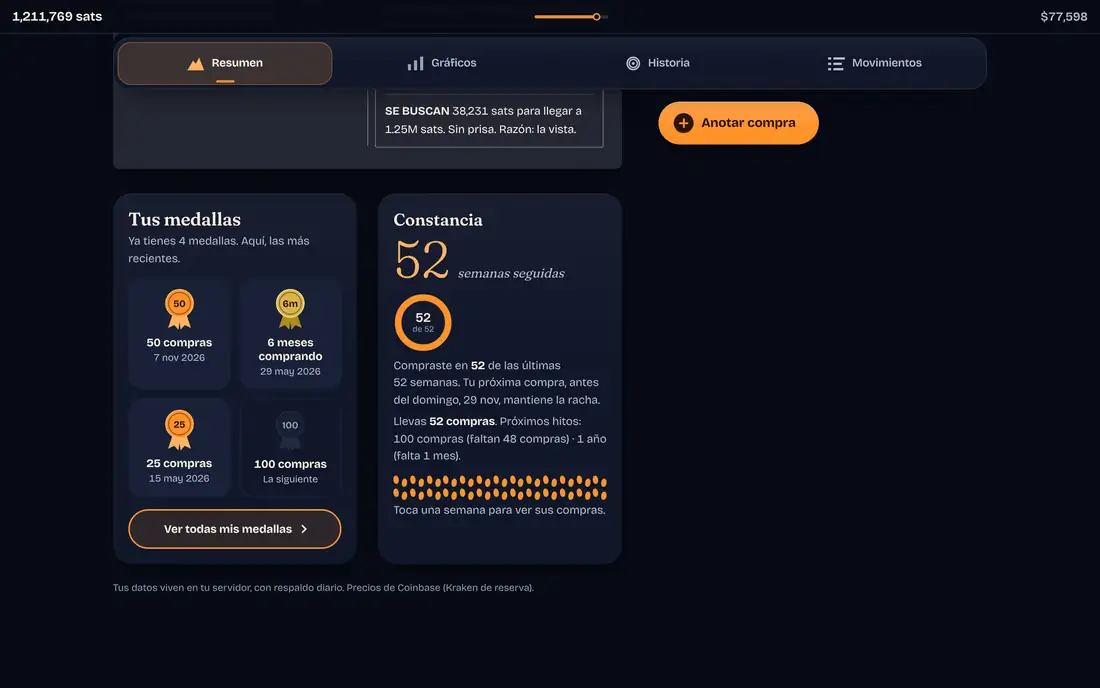 1,211,769 sats
$77,598
Resumen
Gráficos
Historia
Movimientos
SE BUSCAN 38,231 sats para llegar a
1.25M sats. Sin prisa. Razón: la vista.
Anotar compra
Tus medallas
Ya tienes 4 medallas. Aquí, las más
recientes.
50
50 compras
7 nov 2026
6m
6 meses
comprando
29 may 2026
25
25 compras
15 may 2026
100
100 compras
La siguiente
Ver todas mis medallas
Constancia
52 semanas seguidas
52
de 52
Compraste en 52 de las últimas
52 semanas. Tu próxima compra, antes
del domingo, 29 nov, mantiene la racha.
Llevas 52 compras. Próximos hitos:
100 compras (faltan 48 compras) · 1 año
(falta 1 mes).
Toca una semana para ver sus compras.
Tus datos viven en tu servidor, con respaldo diario. Precios de Coinbase (Kraken de reserva).